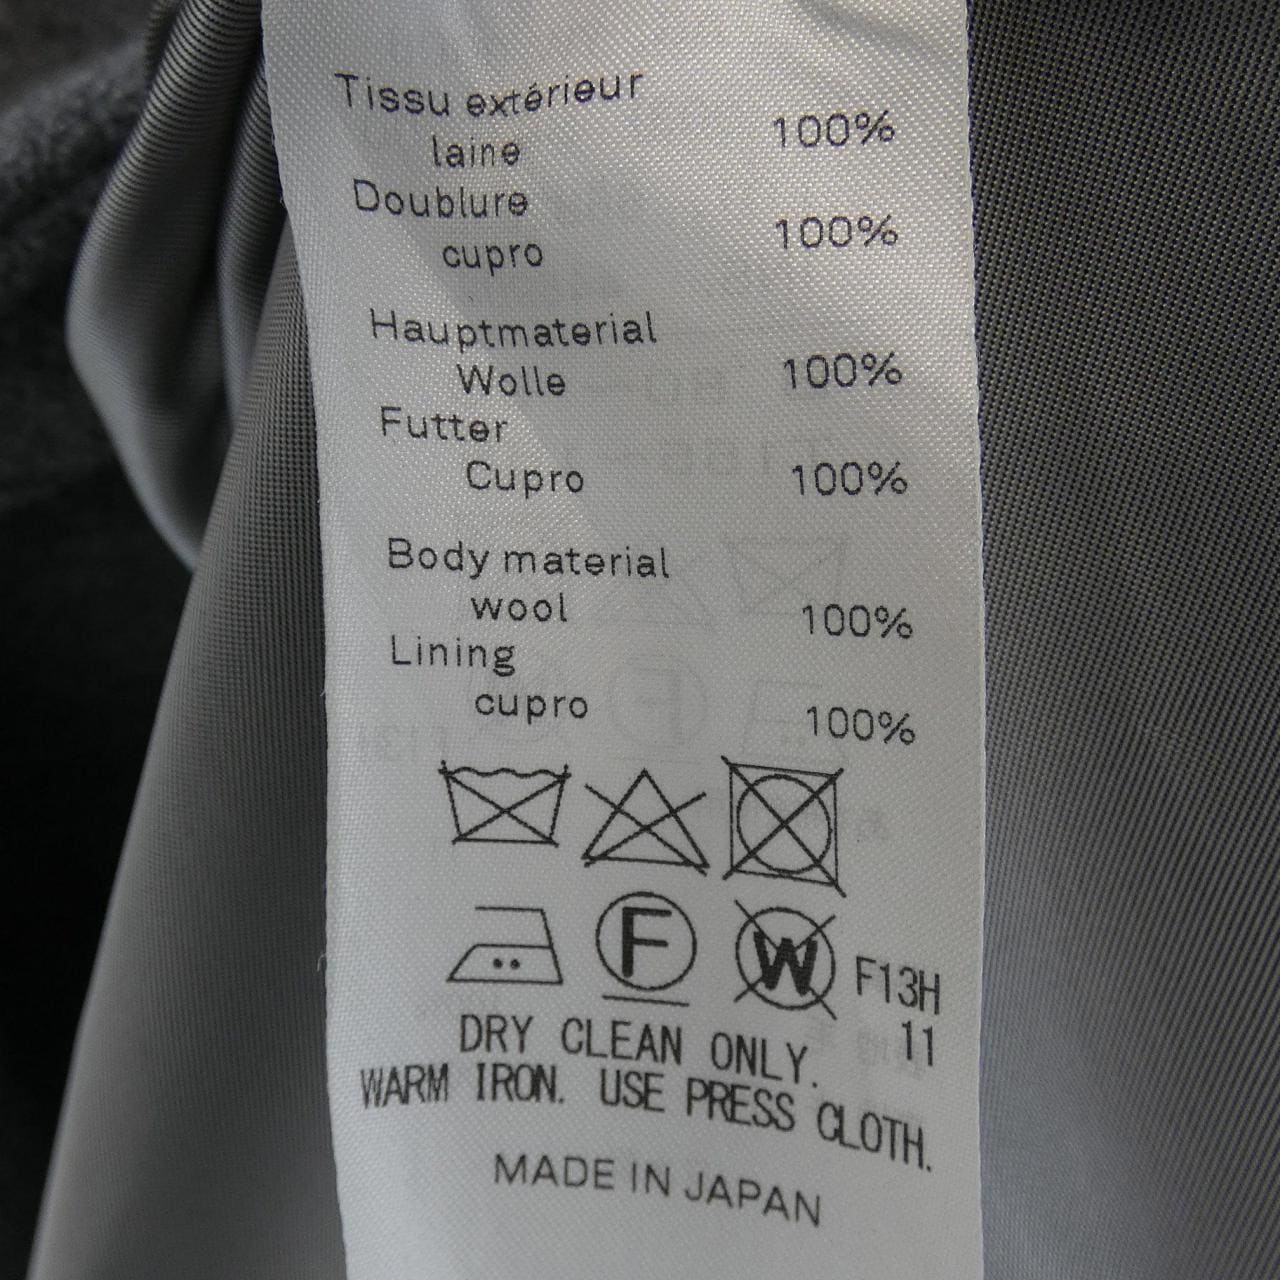 Tissu extérieur
laine 100%
Doublure
cupro 100%
Hauptmaterial
Wolle 100%
Futter
Cupro 100%
Body material
wool 100%
Lining
cupro 100%
F W F13H
11
DRY CLEAN ONLY.
WARM IRON. USE PRESS CLOTH.
MADE IN JAPAN